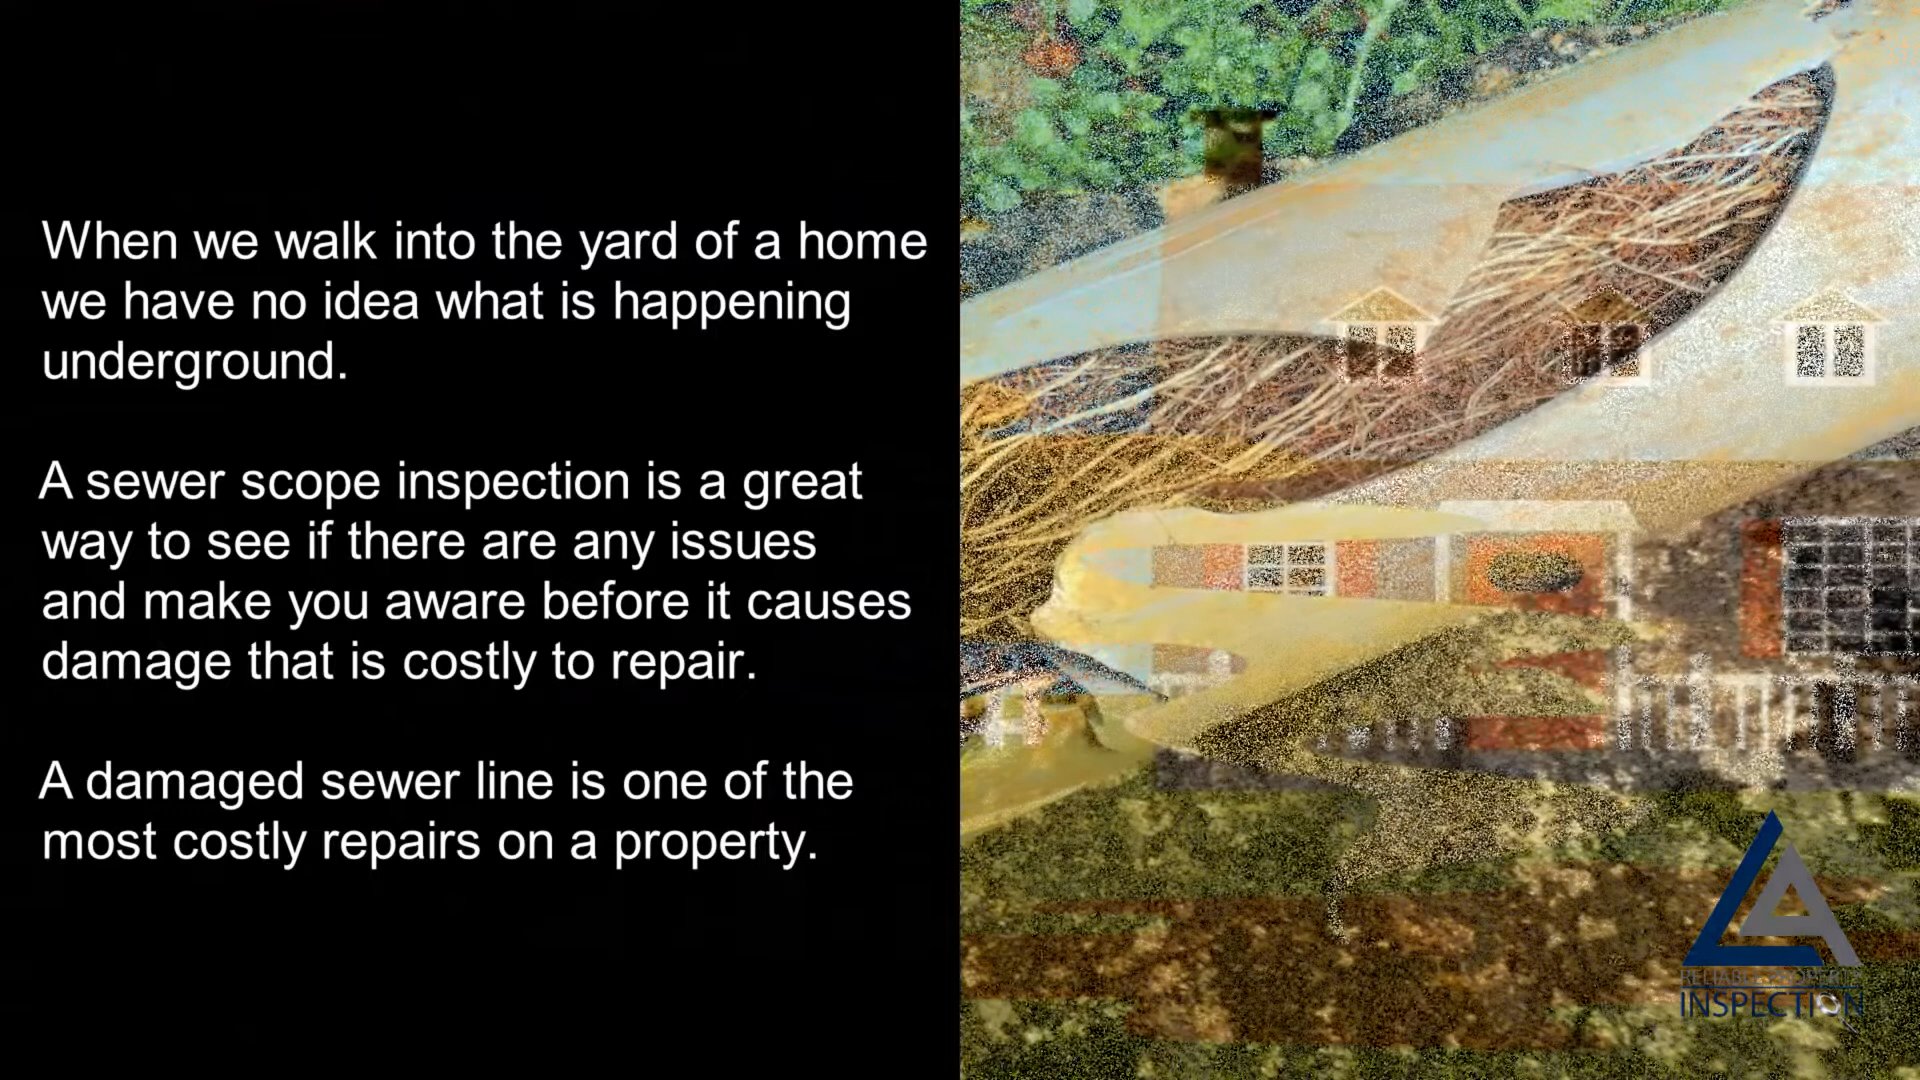 When we walk into the yard of a home
we have no idea what is happening
underground.
A sewer scope inspection is a great
way to see if there are any issues
and make you aware before it causes
damage that is costly to repair.
A damaged sewer line is one of the
most costly repairs on a property.
RELIABLE PROPERTY
INSPECTION